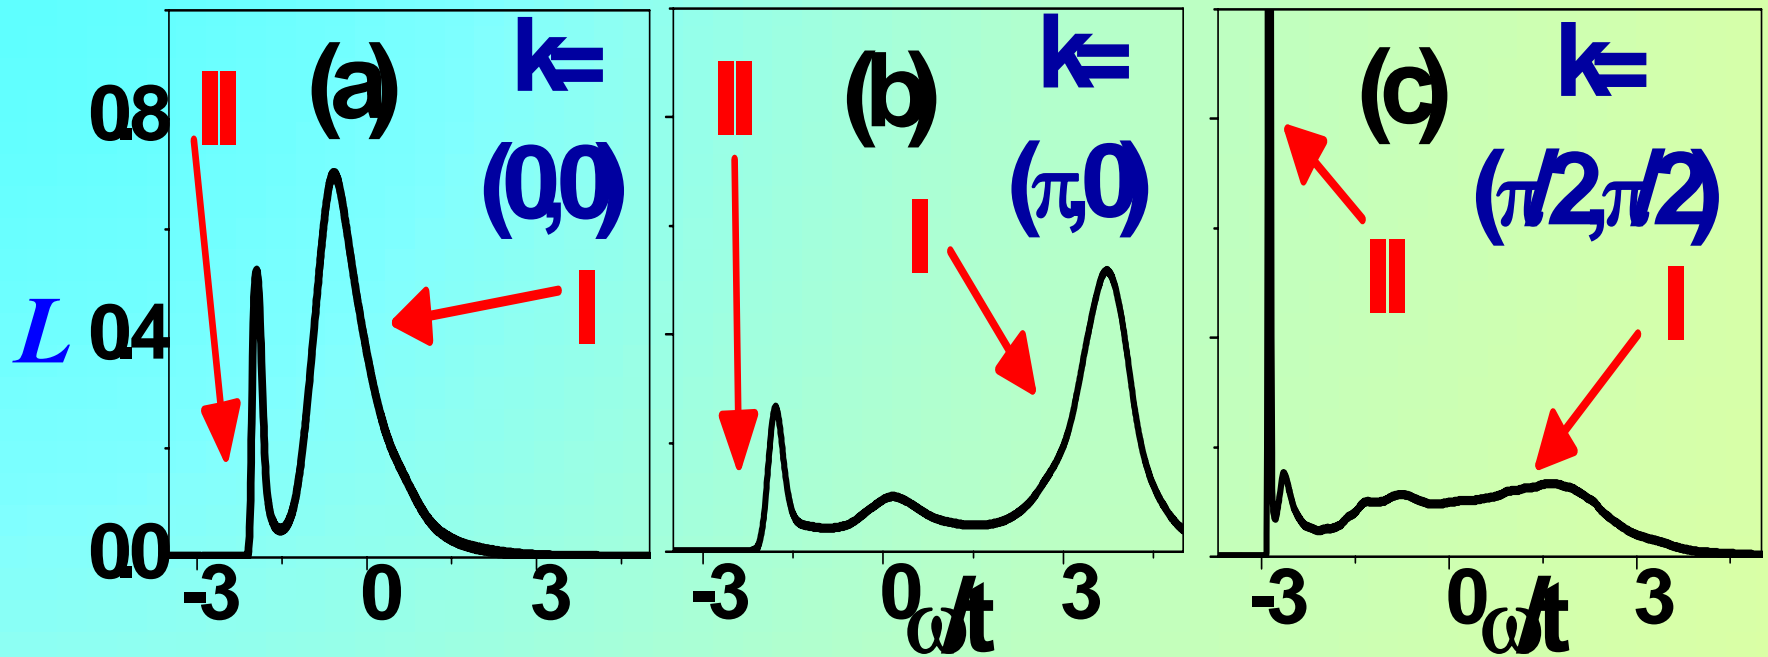 (a)
k=
(0,0)
II
I
(b)
k=
(π,0)
II
I
(c)
k=
(π/2,π/2)
II
I
L
0.8
0.4
0.0
-3 0 3
-3 0 3
ω/t
-3 0 3
ω/t